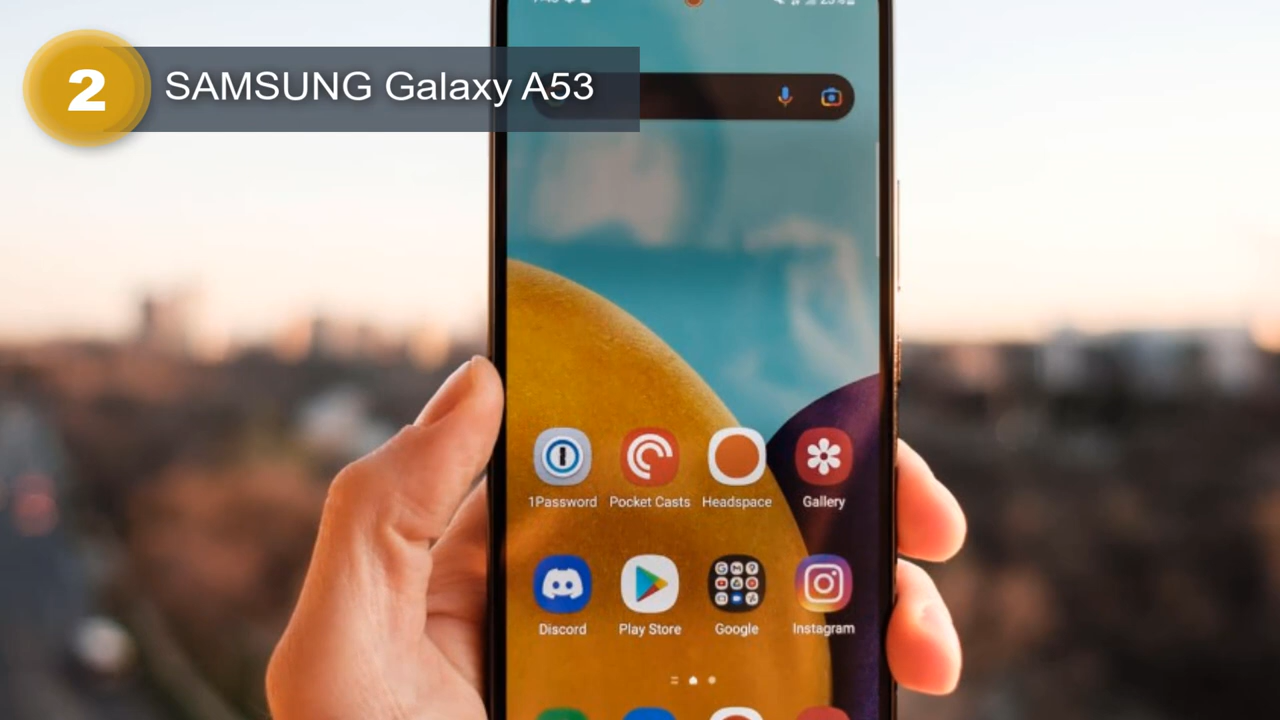 2
SAMSUNG Galaxy A53
1Password Pocket Casts Headspace Gallery
Discord Play Store Google Instagram